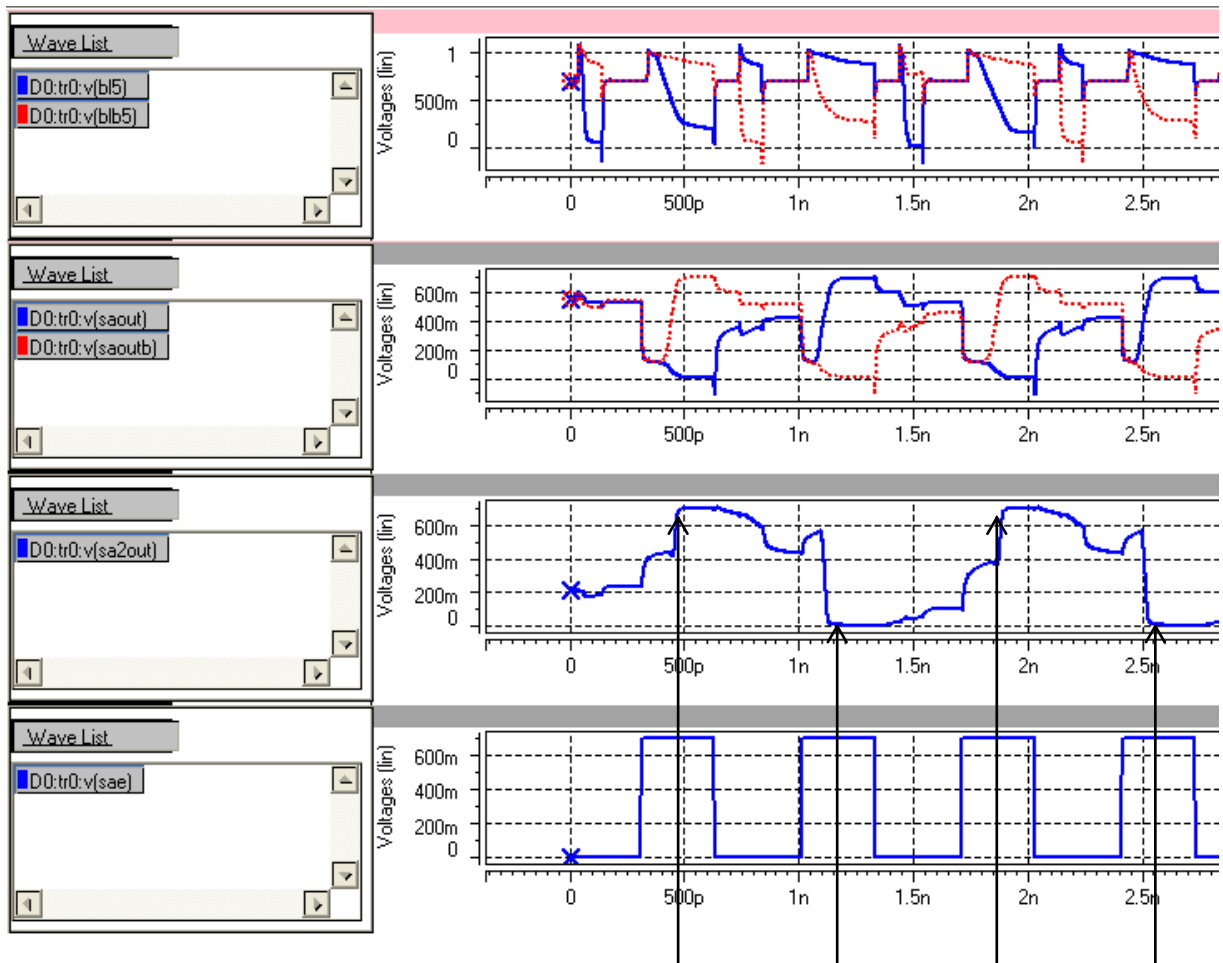 Wave List
D0:tr0:v(bl5)
D0:tr0:v(blb5)
Voltages (lin)
1
500m
0
0 500p 1n 1.5n 2n 2.5n
Wave List
D0:tr0:v(saout)
D0:tr0:v(saoutb)
Voltages (lin)
600m
400m
200m
0
0 500p 1n 1.5n 2n 2.5n
Wave List
D0:tr0:v(sa2out)
Voltages (lin)
600m
400m
200m
0
0 500p 1n 1.5n 2n 2.5n
Wave List
D0:tr0:v(sae)
Voltages (lin)
600m
400m
200m
0
0 500p 1n 1.5n 2n 2.5n